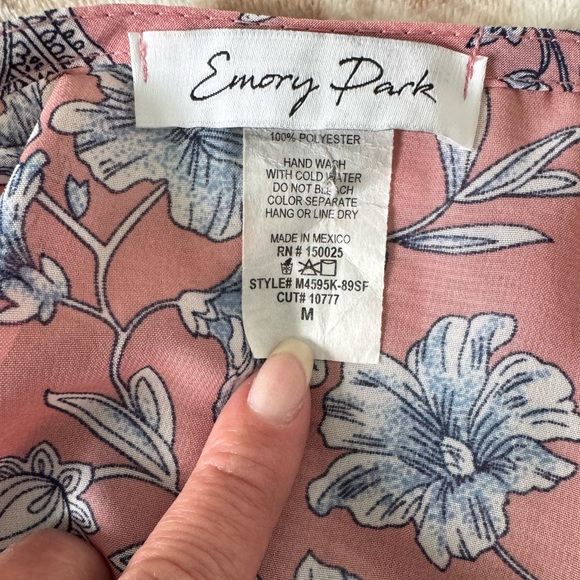 Emory Park
100% POLYESTER
HAND WASH
WITH COLD WATER
DO NOT BLEACH
COLOR SEPARATE
HANG OR LINE DRY
MADE IN MEXICO
RN # 150025
STYLE# M4595K-89SF
CUT# 10777
M